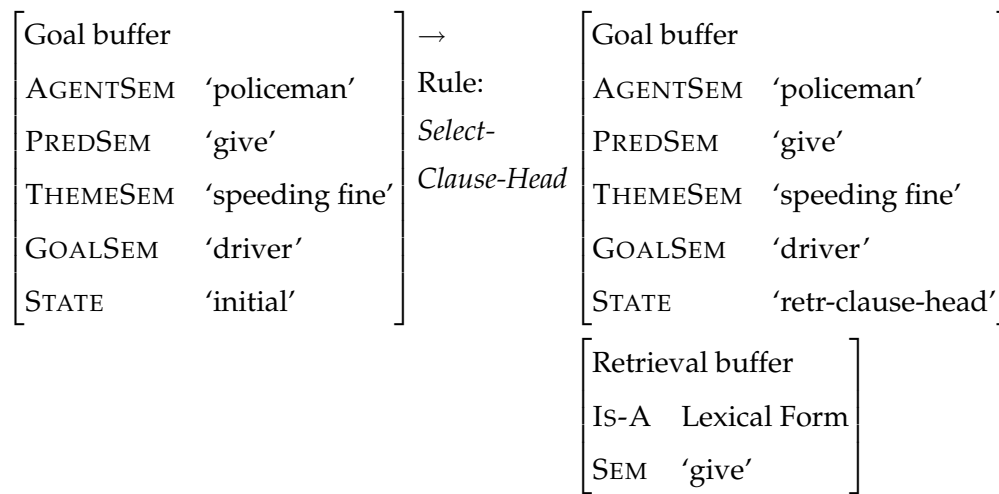 Goal buffer → Goal buffer
AGENTSEM ‘policeman’ Rule: AGENTSEM ‘policeman’
PREDSEM ‘give’ Select- PREDSEM ‘give’
THEMESEM ‘speeding fine’ Clause-Head THEMESEM ‘speeding fine’
GOALSEM ‘driver’ GOALSEM ‘driver’
STATE ‘initial’ STATE ‘retr-clause-head’
Retrieval buffer
IS-A Lexical Form
SEM ‘give’